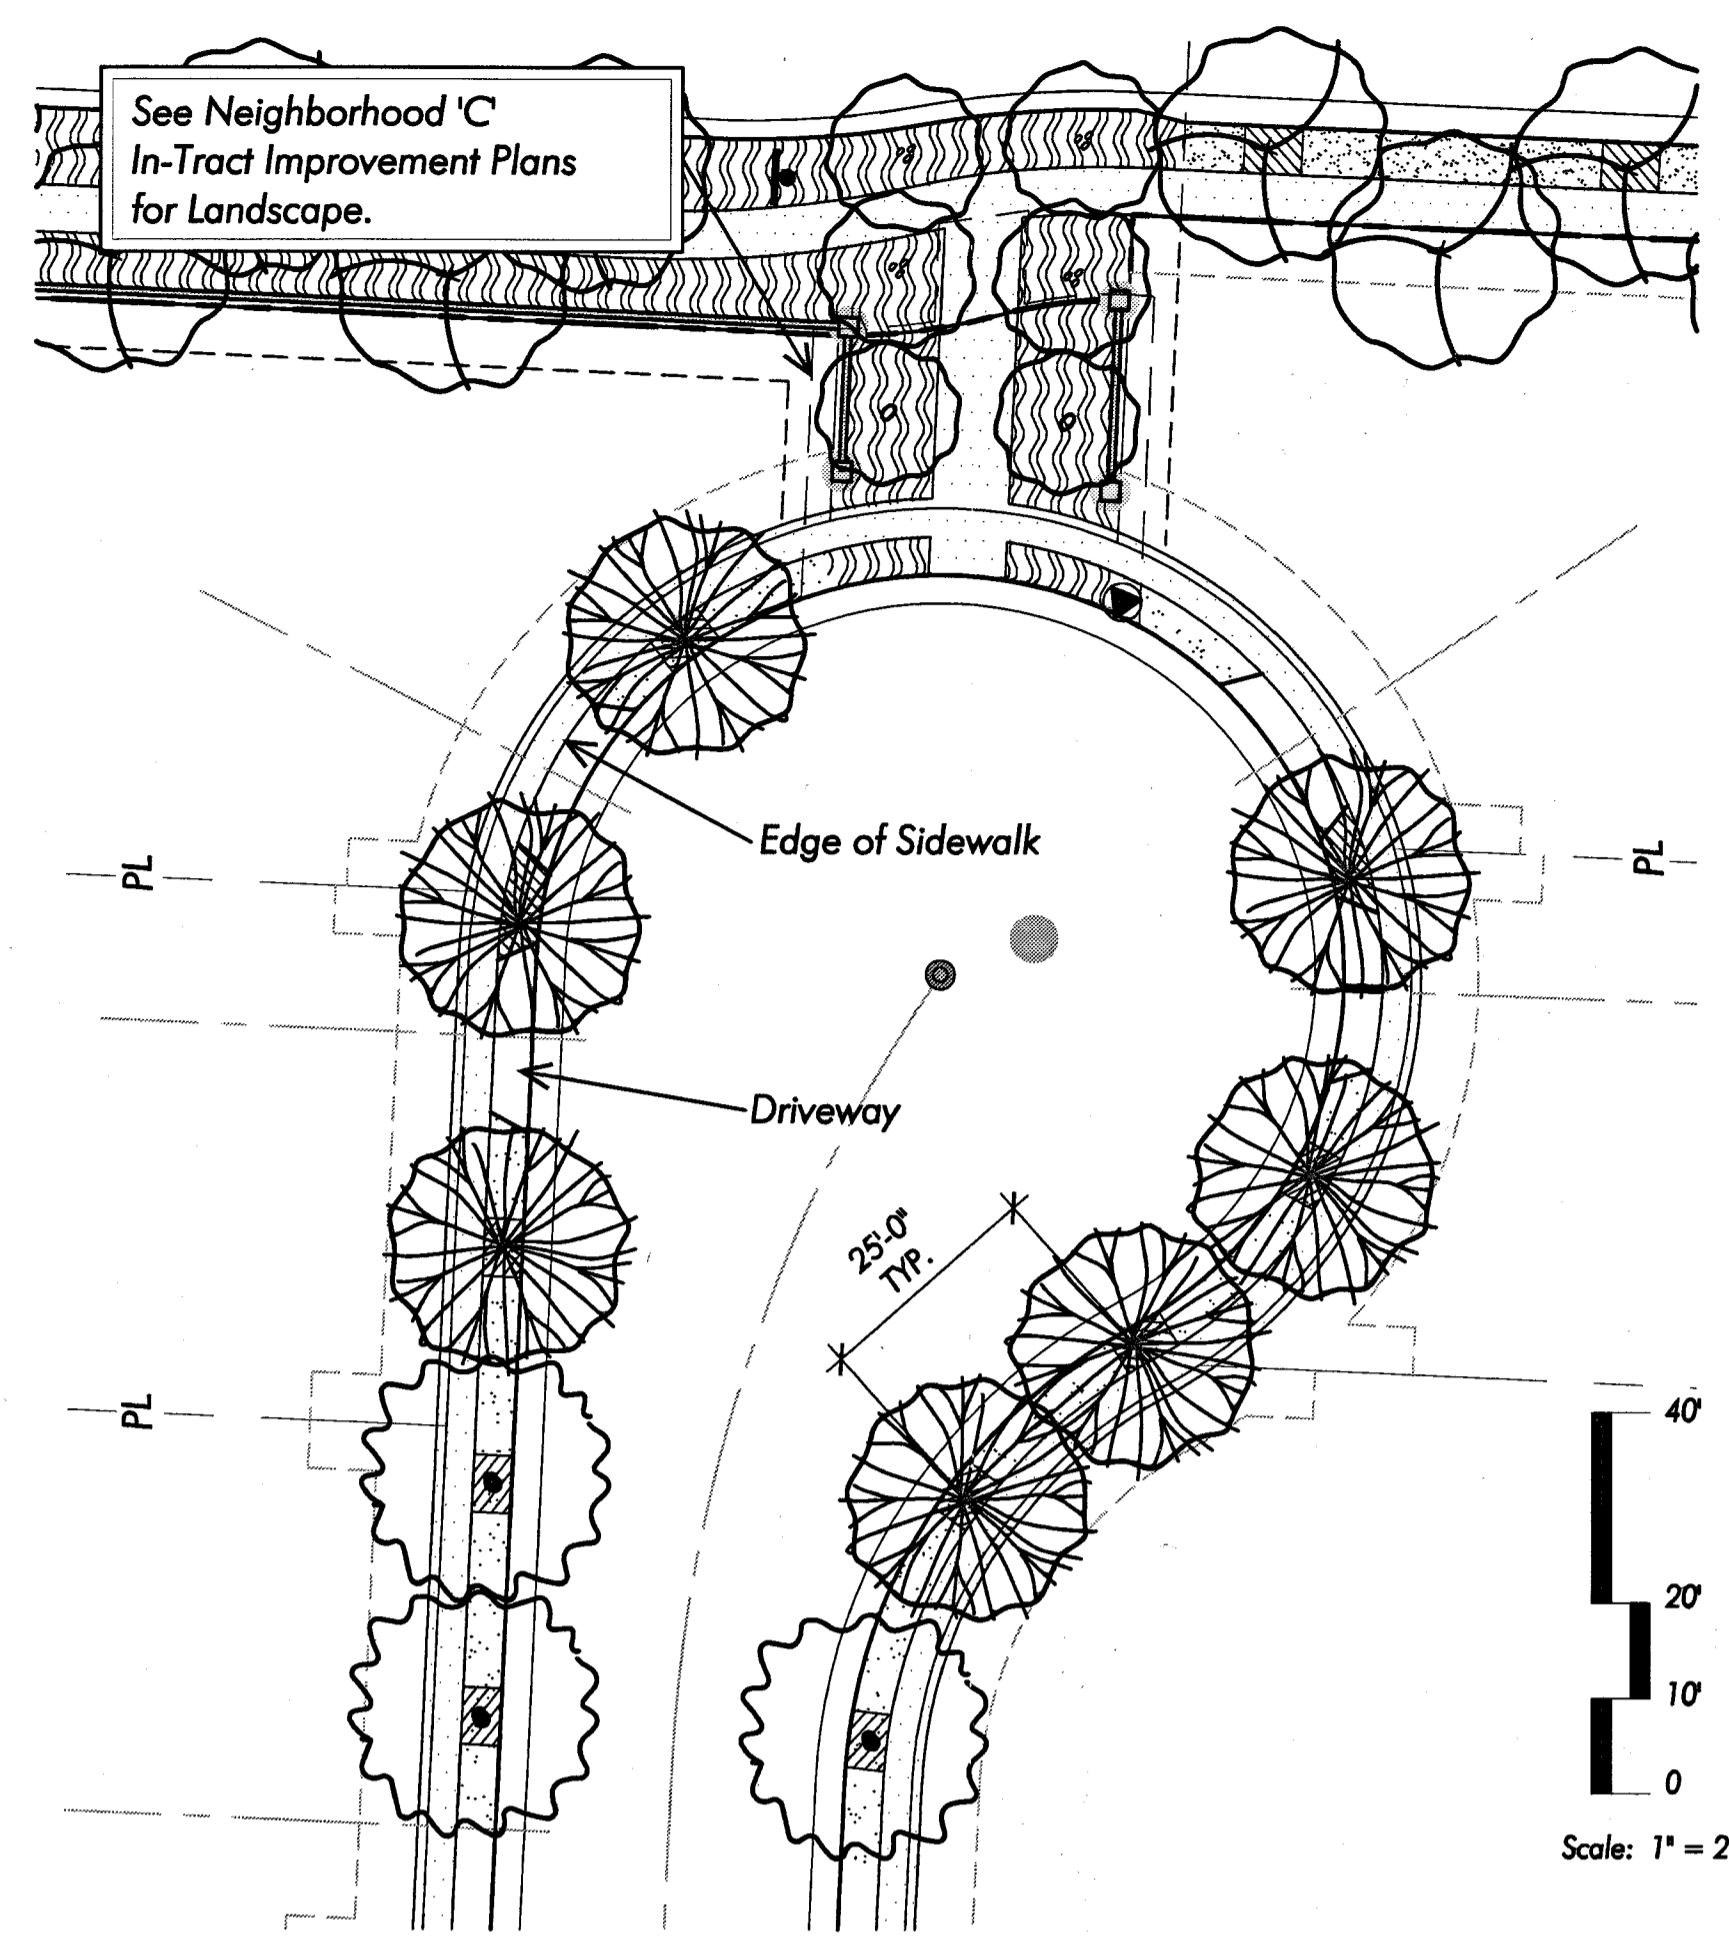 See Neighborhood 'C'
In-Tract Improvement Plans
for Landscape.
Edge of Sidewalk
PL
PL
Driveway
25'-0"
TYP.
PL
40'
20'
10'
0
Scale: 1" = 2